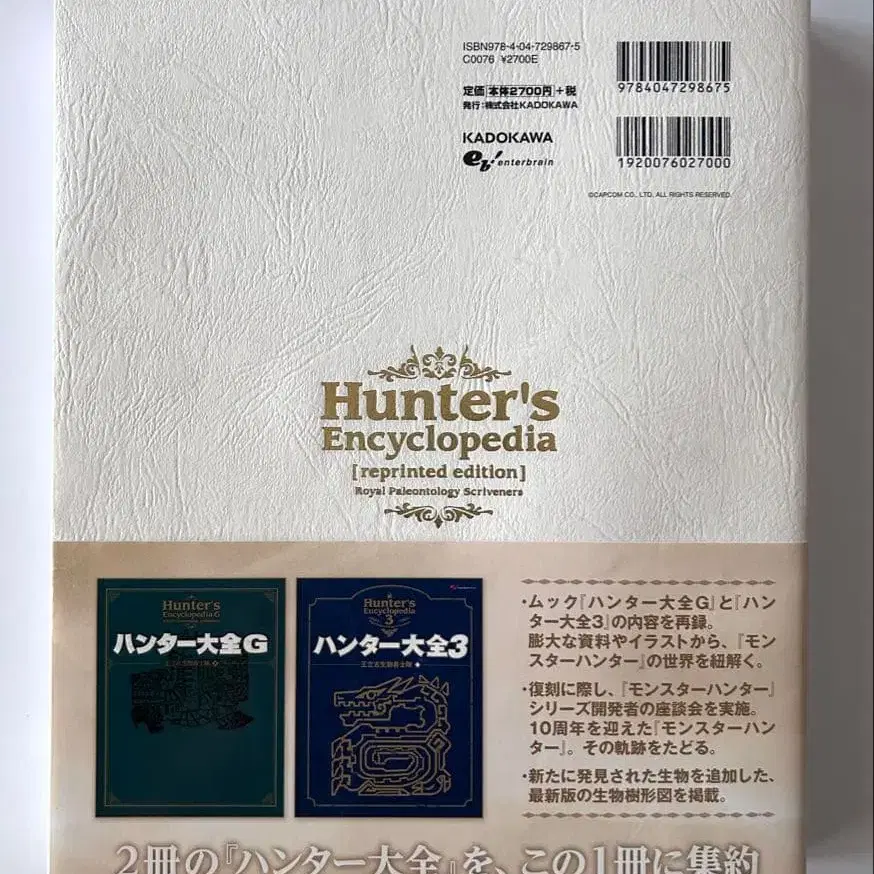 ISBN978-4-04-729867-5
C0076 ¥2700E
定価 本体2700円 +税
発行:株式会社KADOKAWA
9784047298675
KADOKAWA
eb! enterbrain
1920076027000
©CAPCOM CO., LTD. ALL RIGHTS RESERVED.
Hunter's
Encyclopedia
[reprinted edition]
Royal Paleontology Scriveners
Hunter's
Encyclopedia G
ハンター大全G
Hunter's
Encyclopedia
3
ハンター大全3
・ムック『ハンター大全G』と『ハン
ター大全3』の内容を再録。
膨大な資料やイラストから、『モン
スターハンター』の世界を紐解く。
・復刻に際し、『モンスターハンター』
シリーズ開発者の座談会を実施。
10周年を迎えた『モンスターハン
ター』。その軌跡をたどる。
・新たに発見された生物を追加した、
最新版の生物樹形図を掲載。
2冊の『ハンター大全』を、この1冊に集約